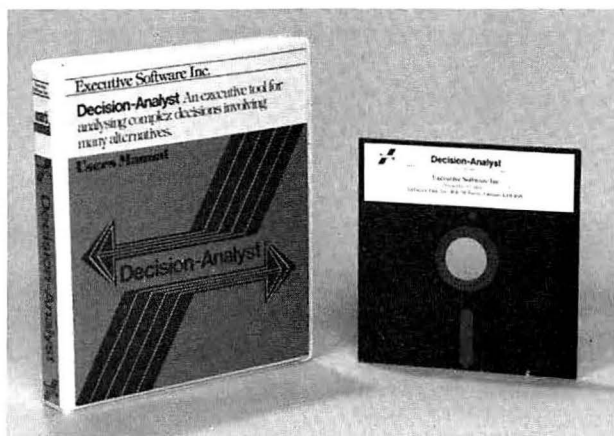 Executive Software Inc.
Decision-Analyst An executive tool for
analysing complex decisions involving
many alternatives.
Users Manual
Decision-Analyst
Decision-Analyst
Decision-Analyst
Executive Software Inc.